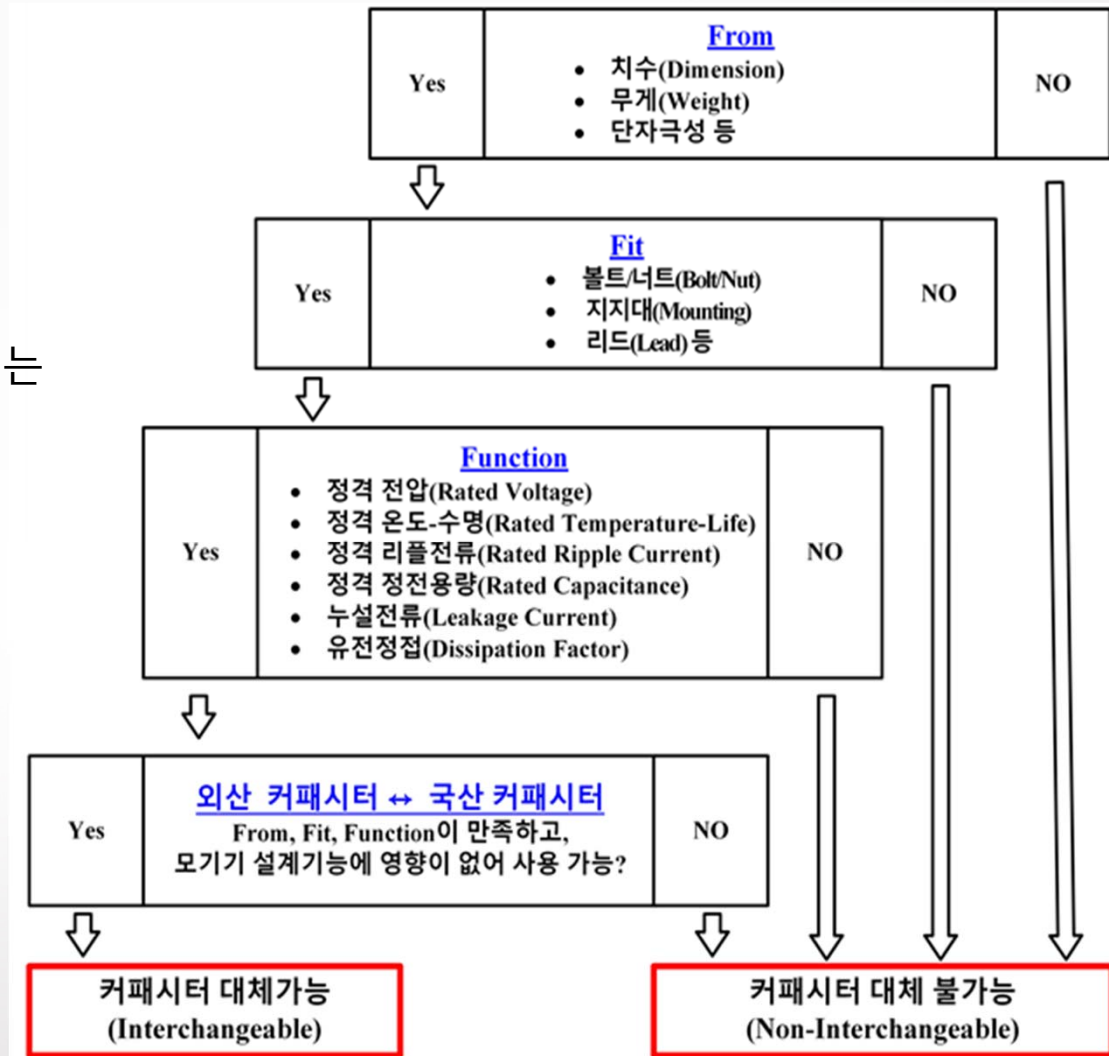 From
Yes
• 치수(Dimension)
• 무게(Weight)
• 단자극성 등
NO
Fit
Yes
• 볼트/너트(Bolt/Nut)
• 지지대(Mounting)
• 리드(Lead) 등
NO
는
Function
Yes
• 정격 전압(Rated Voltage)
• 정격 온도-수명(Rated Temperature-Life)
• 정격 리플전류(Rated Ripple Current)
• 정격 정전용량(Rated Capacitance)
• 누설전류(Leakage Current)
• 유전정접(Dissipation Factor)
NO
외산 커패시터 ↔ 국산 커패시터
Yes
From, Fit, Function이 만족하고,
모기기 설계기능에 영향이 없어 사용 가능?
NO
커패시터 대체가능
(Interchangeable)
커패시터 대체 불가능
(Non-Interchangeable)